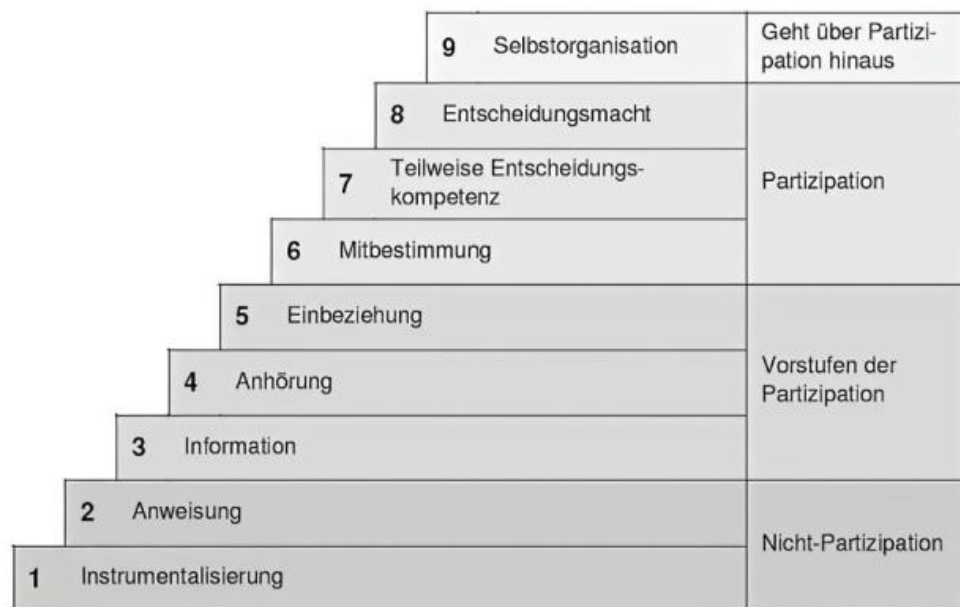 9 Selbstorganisation
Geht über Partizi-
pation hinaus
8 Entscheidungsmacht
7 Teilweise Entscheidungs-
kompetenz
Partizipation
6 Mitbestimmung
5 Einbeziehung
4 Anhörung
Vorstufen der
Partizipation
3 Information
2 Anweisung
Nicht-Partizipation
1 Instrumentalisierung